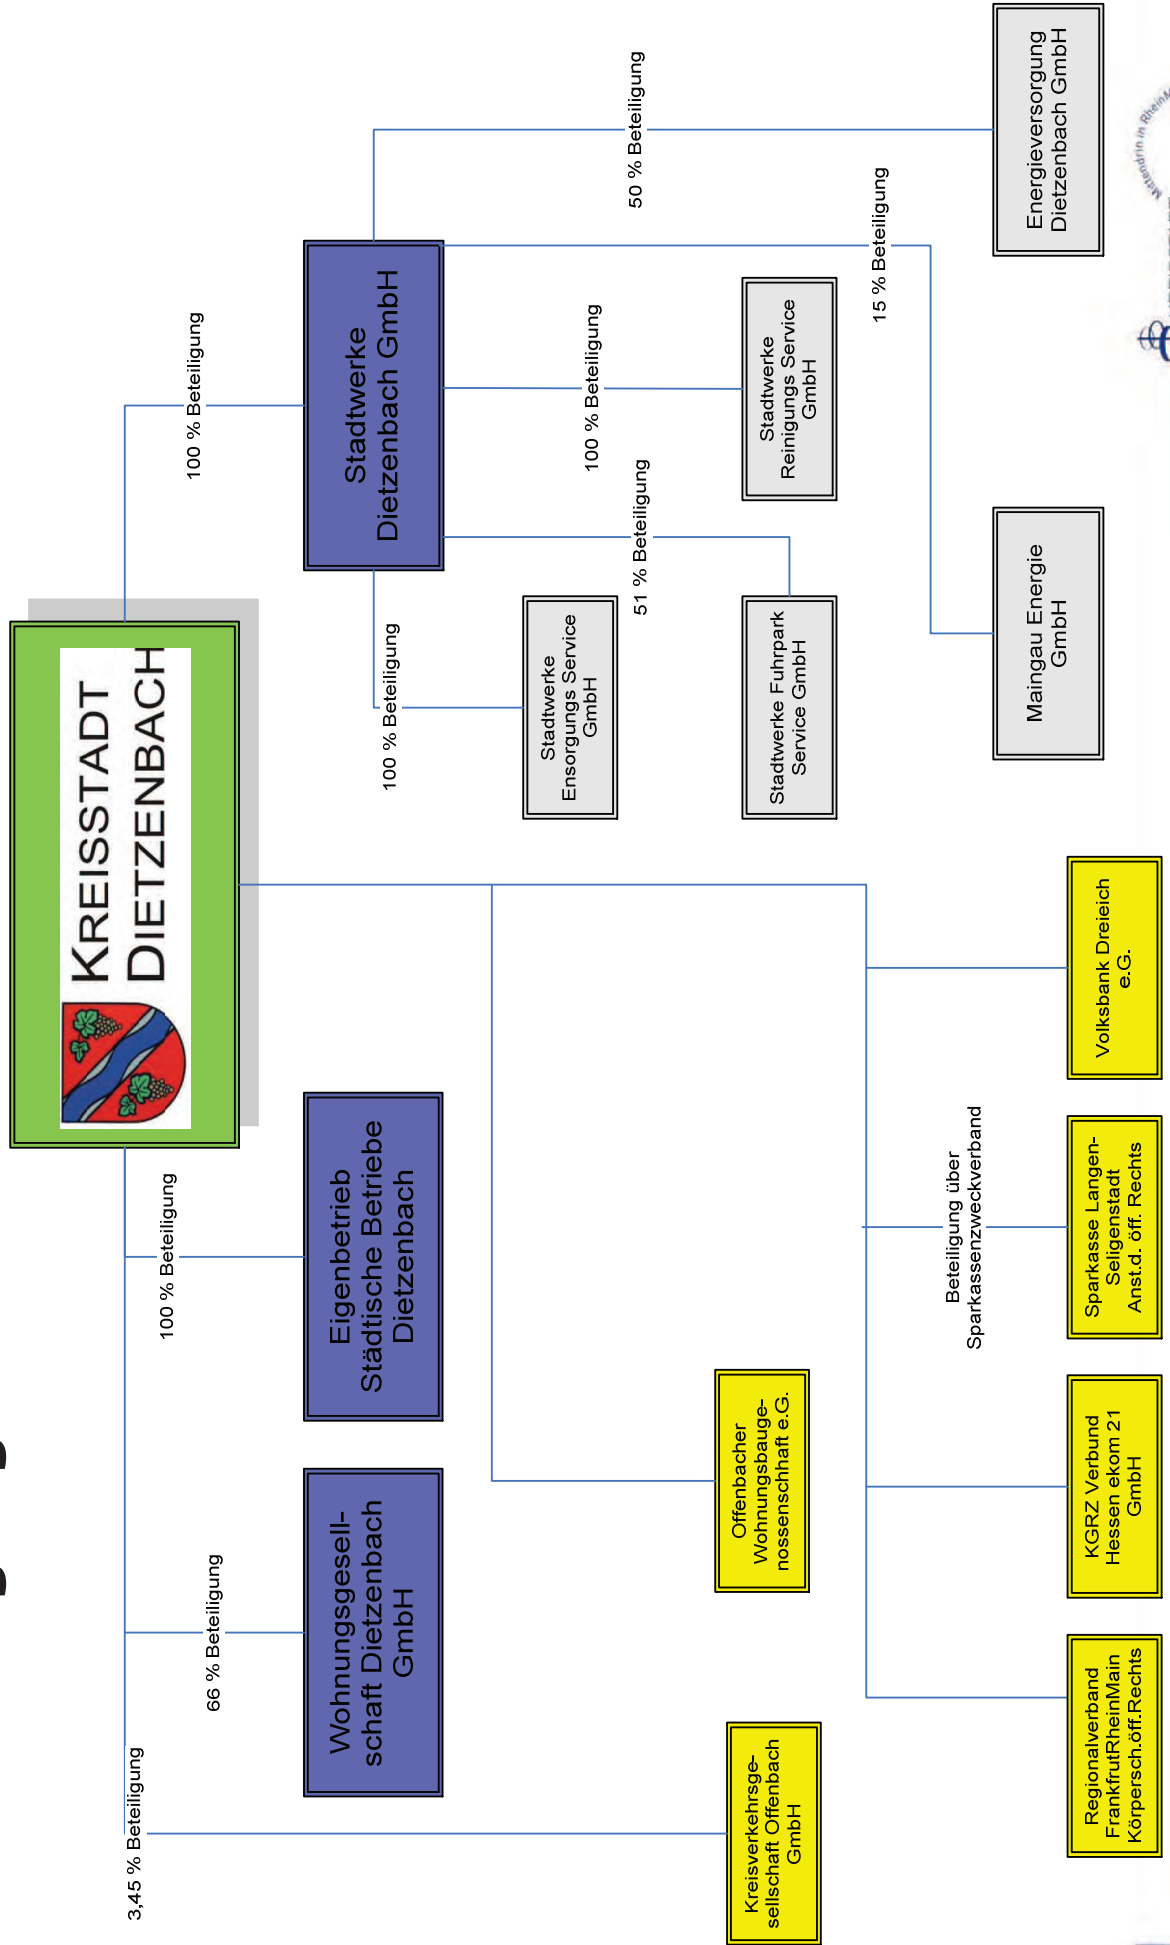 KREISSTADT
DIETZENBACH
3,45 % Beteiligung
66 % Beteiligung
100 % Beteiligung
100 % Beteiligung
Wohnungsgesell-
schaft Dietzenbach
GmbH
Eigenbetrieb
Städtische Betriebe
Dietzenbach
Stadtwerke
Dietzenbach GmbH
100 % Beteiligung
51 % Beteiligung
100 % Beteiligung
15 % Beteiligung
50 % Beteiligung
Stadtwerke
Ensorgungs Service
GmbH
Kreisverkehrsge-
sellschaft Offenbach
GmbH
Offenbacher
Wohnungsbauge-
nossenschhaft e.G.
Stadtwerke Fuhrpark
Service GmbH
Stadtwerke
Reinigungs Service
GmbH
Beteiligung über
Sparkassenzweckverband
Maingau Energie
GmbH
Energieversorgung
Dietzenbach GmbH
Regionalverband
FrankfrutRheinMain
Körpersch.öff.Rechts
KGRZ Verbund
Hessen ekom 21
GmbH
Sparkasse Langen-
Seligenstadt
Anst.d. öff. Rechts
Volksbank Dreieich
e.G.
Mittendrin in